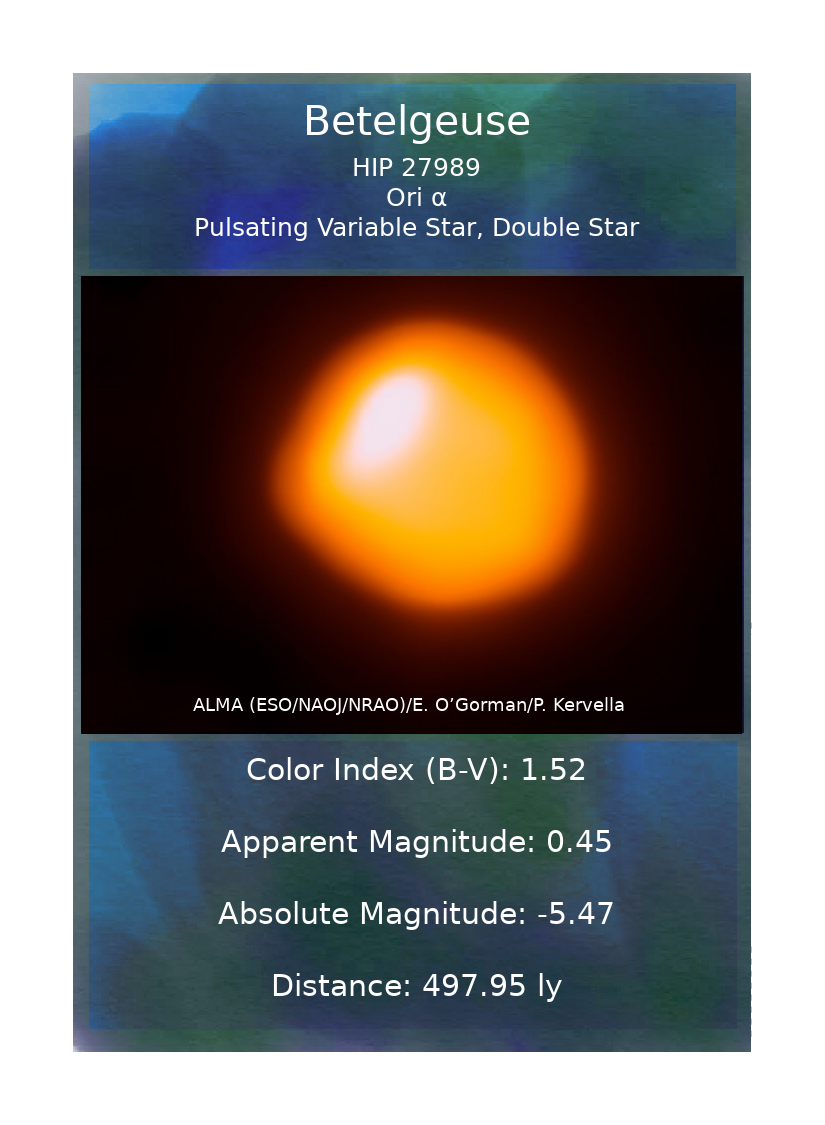 Betelgeuse
HIP 27989
Ori α
Pulsating Variable Star, Double Star
ALMA (ESO/NAOJ/NRAO)/E. O’Gorman/P. Kervella
Color Index (B-V): 1.52
Apparent Magnitude: 0.45
Absolute Magnitude: -5.47
Distance: 497.95 ly